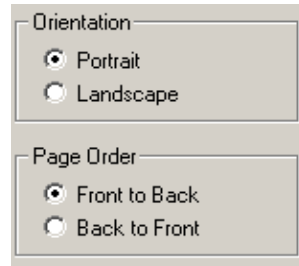 Orientation
Portrait
Landscape
Page Order
Front to Back
Back to Front